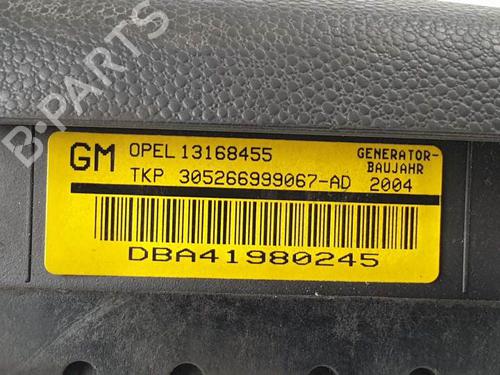 B-PARTS
GM OPEL 13168455 GENERATOR-
BAUJAHR
TKP 305266999067-AD 2004
DBA41980245